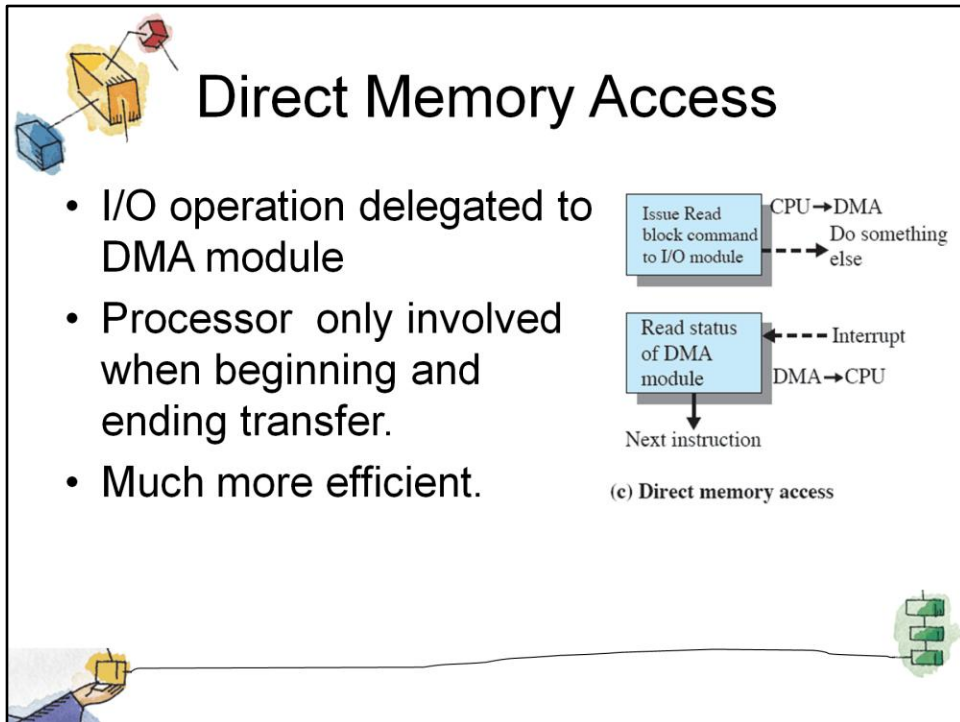 Direct Memory Access
• I/O operation delegated to
DMA module
• Processor only involved
when beginning and
ending transfer.
• Much more efficient.
Issue Read
block command
to I/O module
CPU→DMA
Do something
else
Read status
of DMA
module
Interrupt
DMA→CPU
Next instruction
(c) Direct memory access